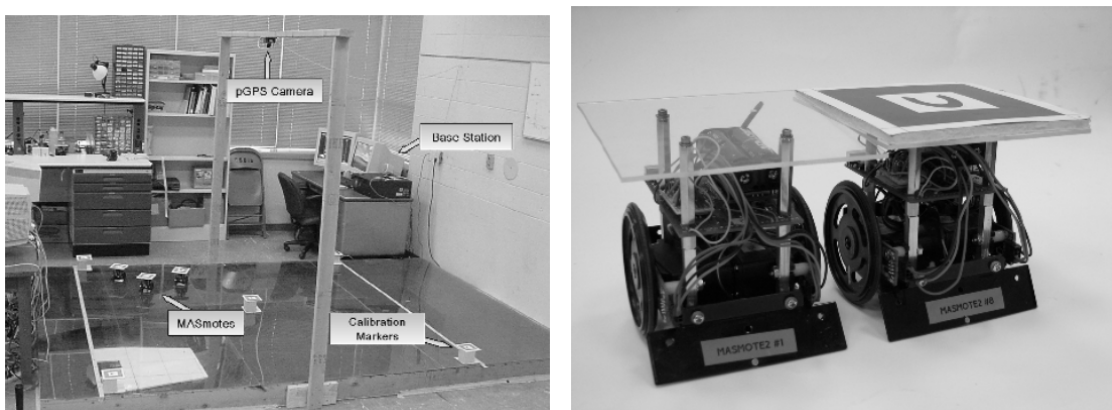 pGPS Camera
Base Station
MASmotes
Calibration
Markers
MASMOTE2 #1
MASMOTE2 #8